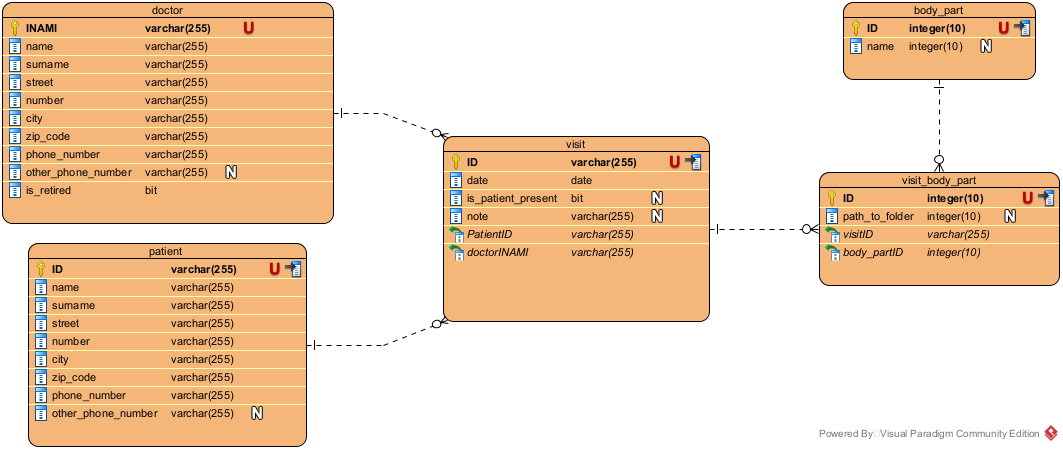 doctor
INAMI varchar(255) U
name varchar(255)
surname varchar(255)
street varchar(255)
number varchar(255)
city varchar(255)
zip_code varchar(255)
phone_number varchar(255)
other_phone_number varchar(255) N
is_retired bit
patient
ID varchar(255) U
name varchar(255)
surname varchar(255)
street varchar(255)
number varchar(255)
city varchar(255)
zip_code varchar(255)
phone_number varchar(255)
other_phone_number varchar(255) N
visit
ID varchar(255) U
date date
is_patient_present bit N
note varchar(255) N
PatientID varchar(255)
doctorINAMI varchar(255)
body_part
ID integer(10) U
name integer(10) N
visit_body_part
ID integer(10) U
path_to_folder integer(10) N
visitID varchar(255)
body_partID integer(10)
Powered By Visual Paradigm Community Edition